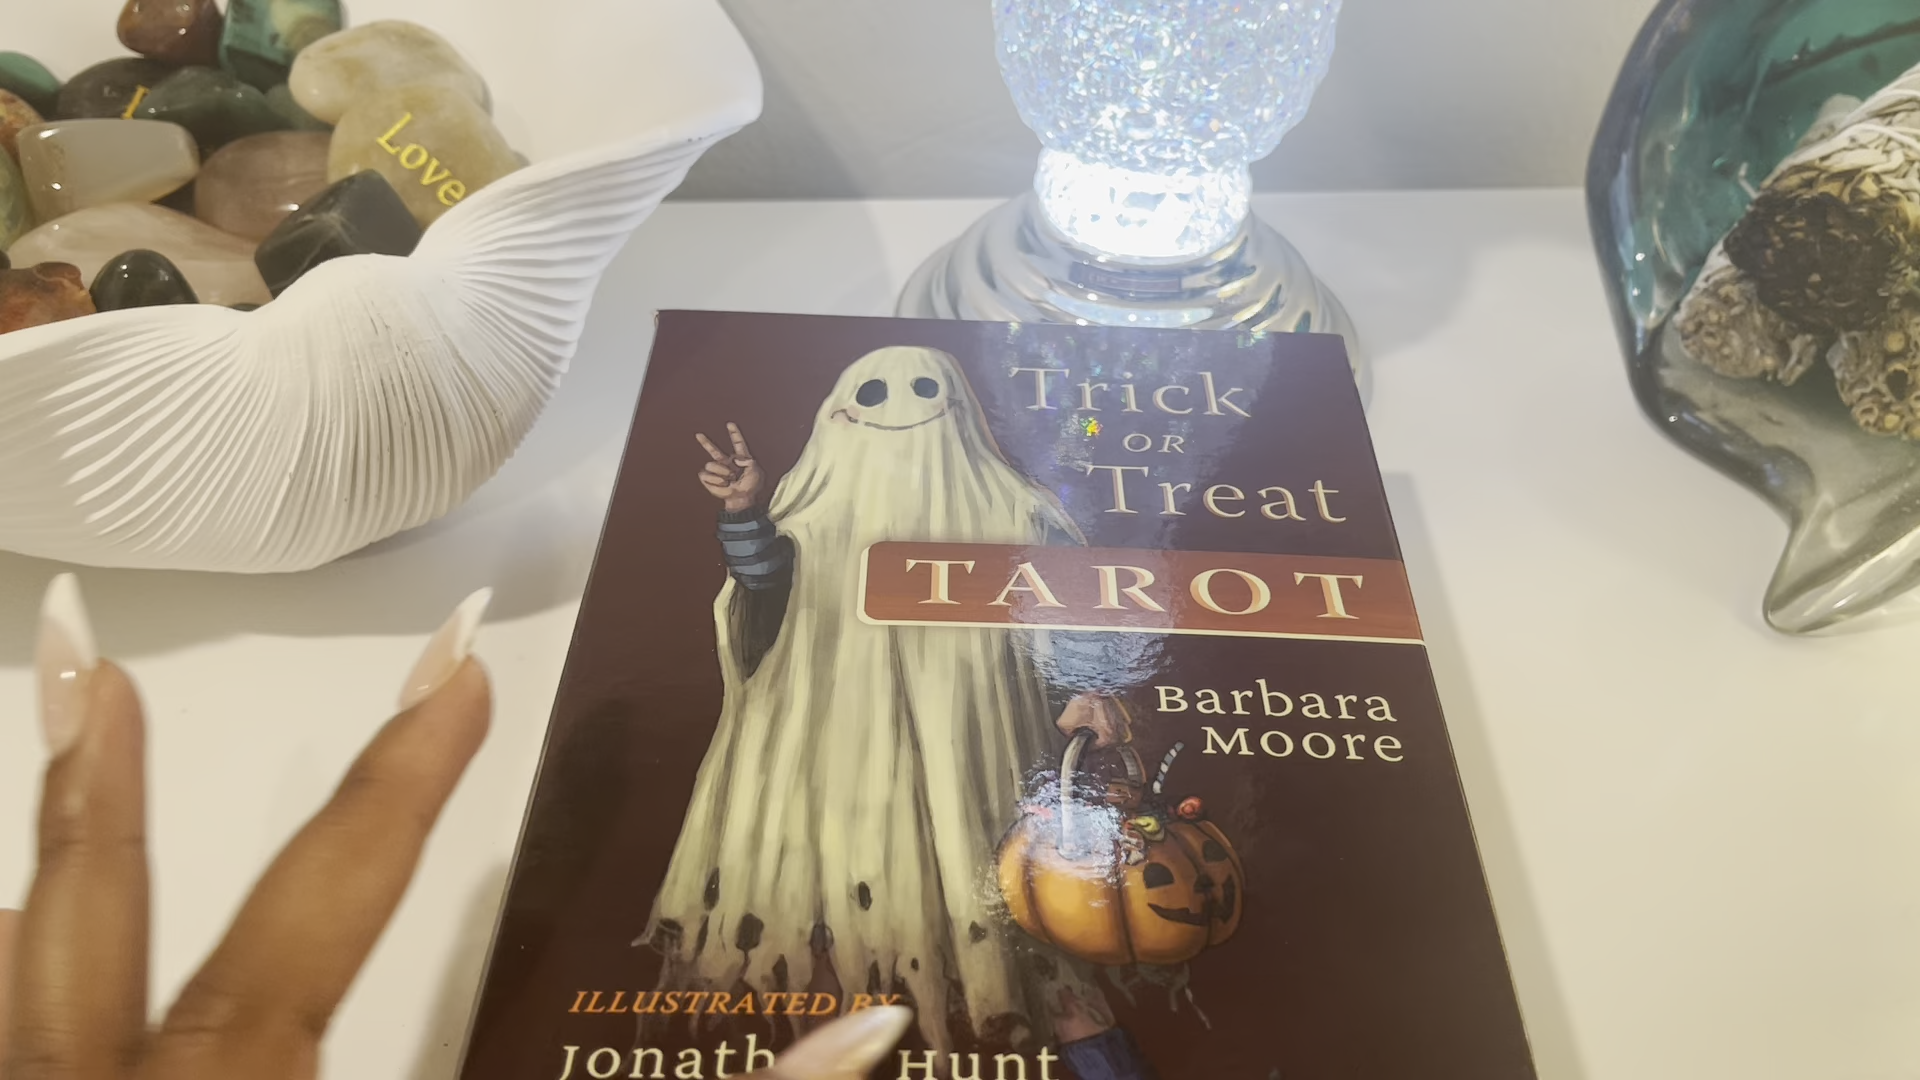 Love
Trick
OR
Treat
TAROT
Barbara
Moore
ILLUSTRATED BY
Hunt